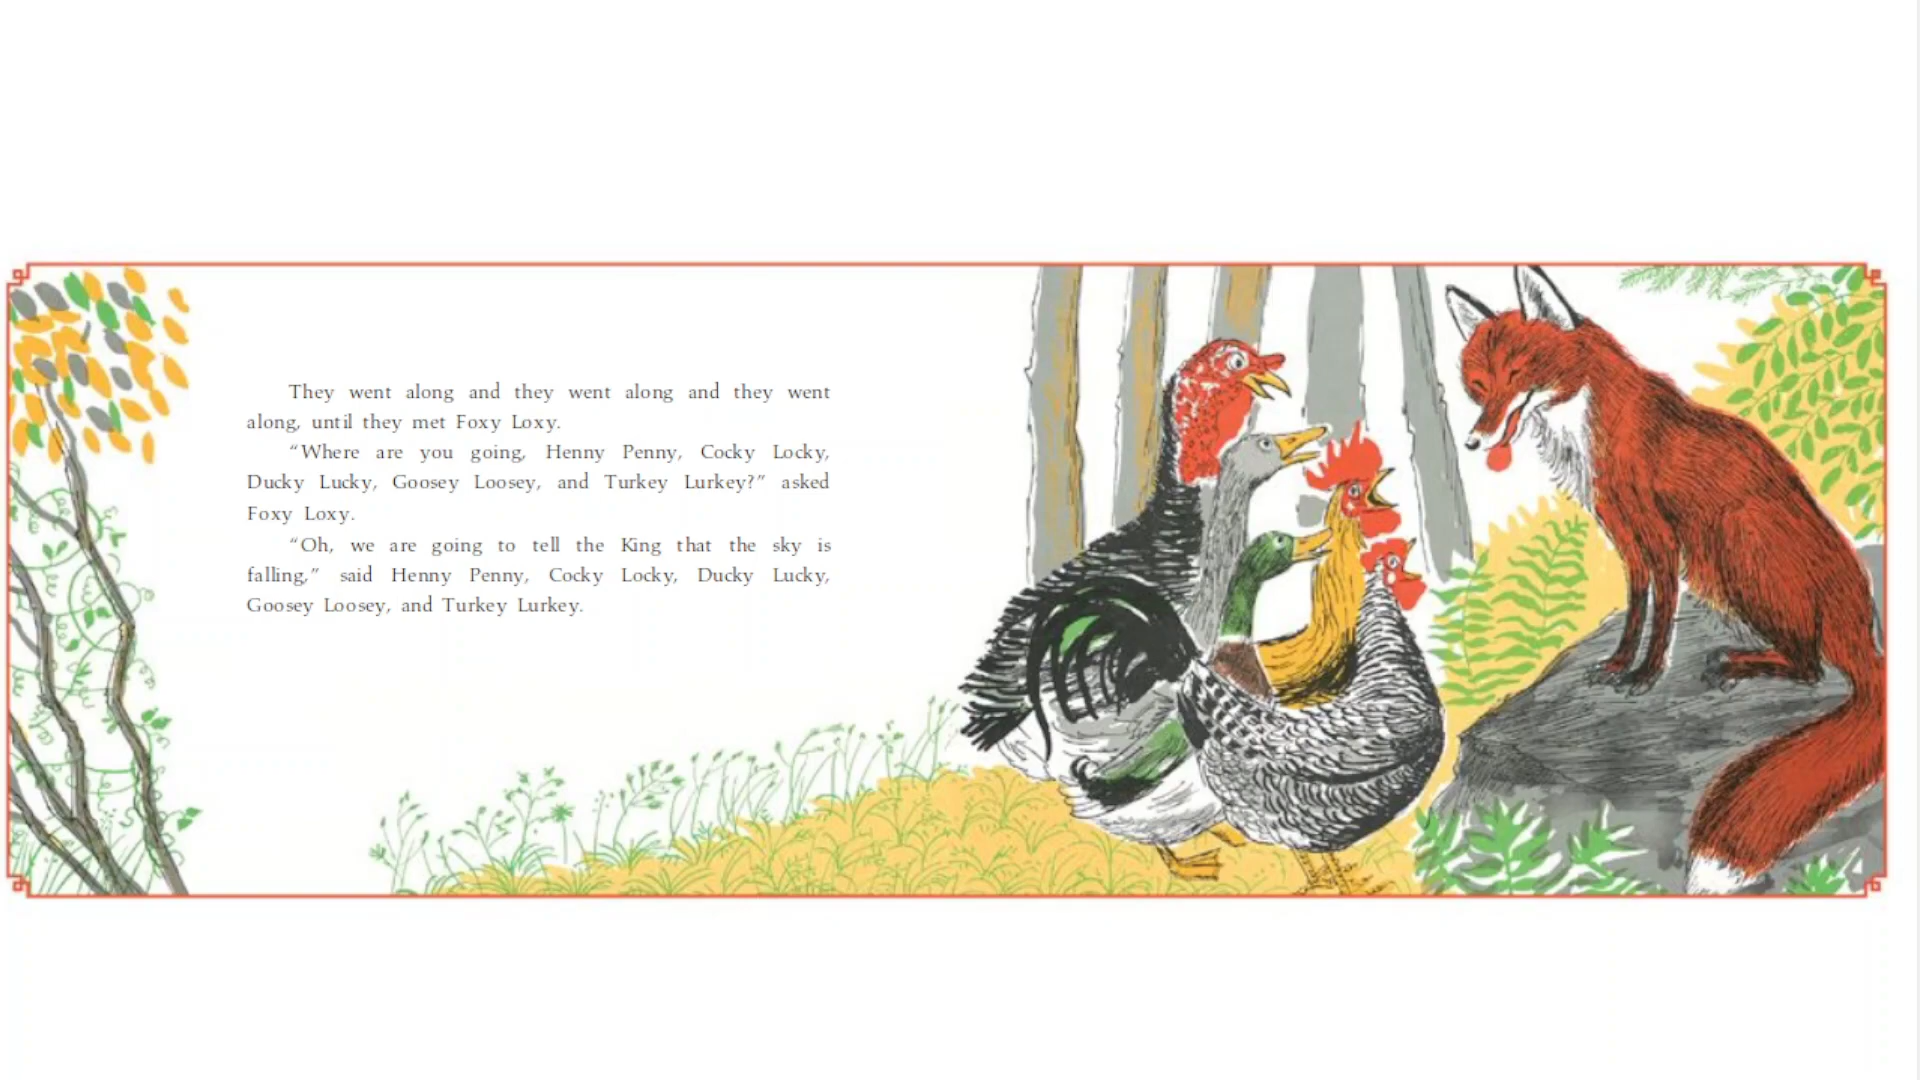 They went along and they went along and they went
along, until they met Foxy Loxy.
“Where are you going, Henny Penny, Cocky Locky,
Ducky Lucky, Goosey Loosey, and Turkey Lurkey?” asked
Foxy Loxy.
“Oh, we are going to tell the King that the sky is
falling,” said Henny Penny, Cocky Locky, Ducky Lucky,
Goosey Loosey, and Turkey Lurkey.